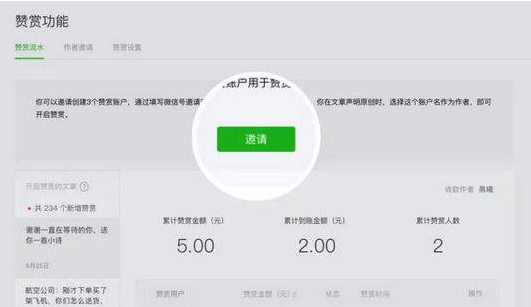 赞赏功能
赞赏流水 作者邀请 赞赏设置
账户用于赞赏
你可以邀请创建3个赞赏账户，通过填写微信号邀请 你在文章声明原创时，选择这个账户名作为作者，即可
开启赞赏。
邀请
开启赞赏的文章 ?
收款作者 晨曦
• 共 234 个新增赞赏
谢谢一直在等待的你、送
你一首小诗
8月05日
累计赞赏金额（元） 累计到账金额（元） 累计赞赏人数
5.00 2.00 2
航空公司：刚才下单买了
架飞机，你们怎么送货，
赞赏用户 赞赏金额（元） 状态 赞赏时间 操作